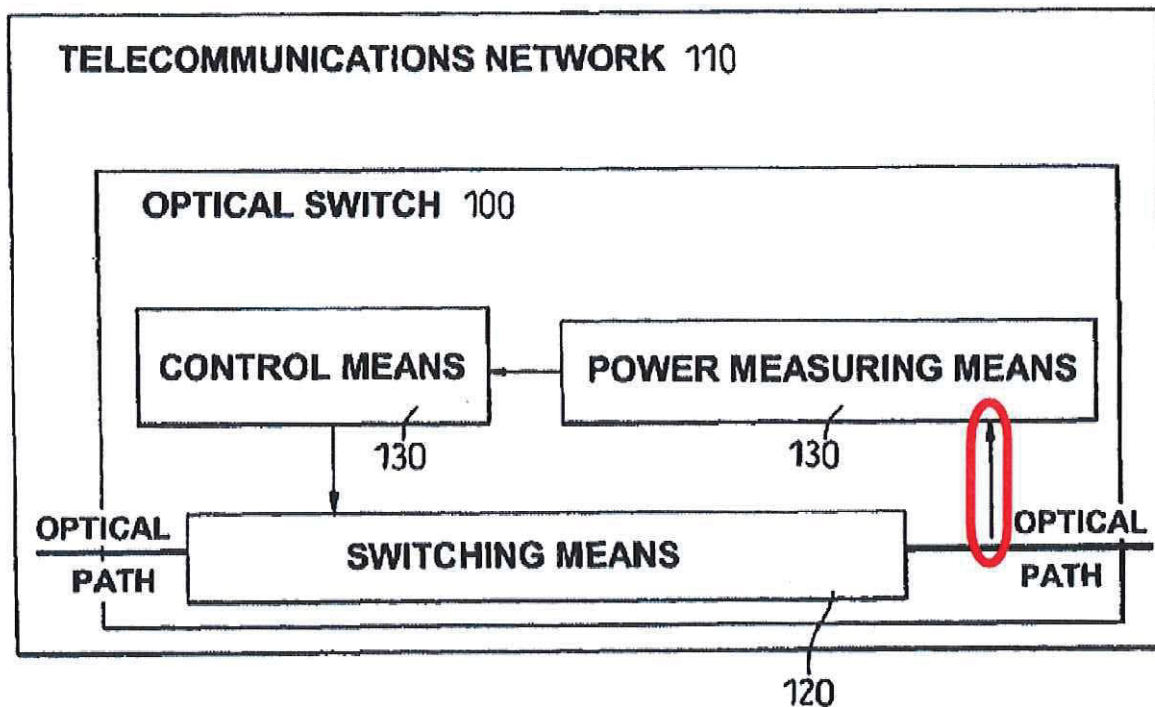 TELECOMMUNICATIONS NETWORK 110
OPTICAL SWITCH 100
CONTROL MEANS
POWER MEASURING MEANS
130
130
OPTICAL
PATH
SWITCHING MEANS
OPTICAL
PATH
120